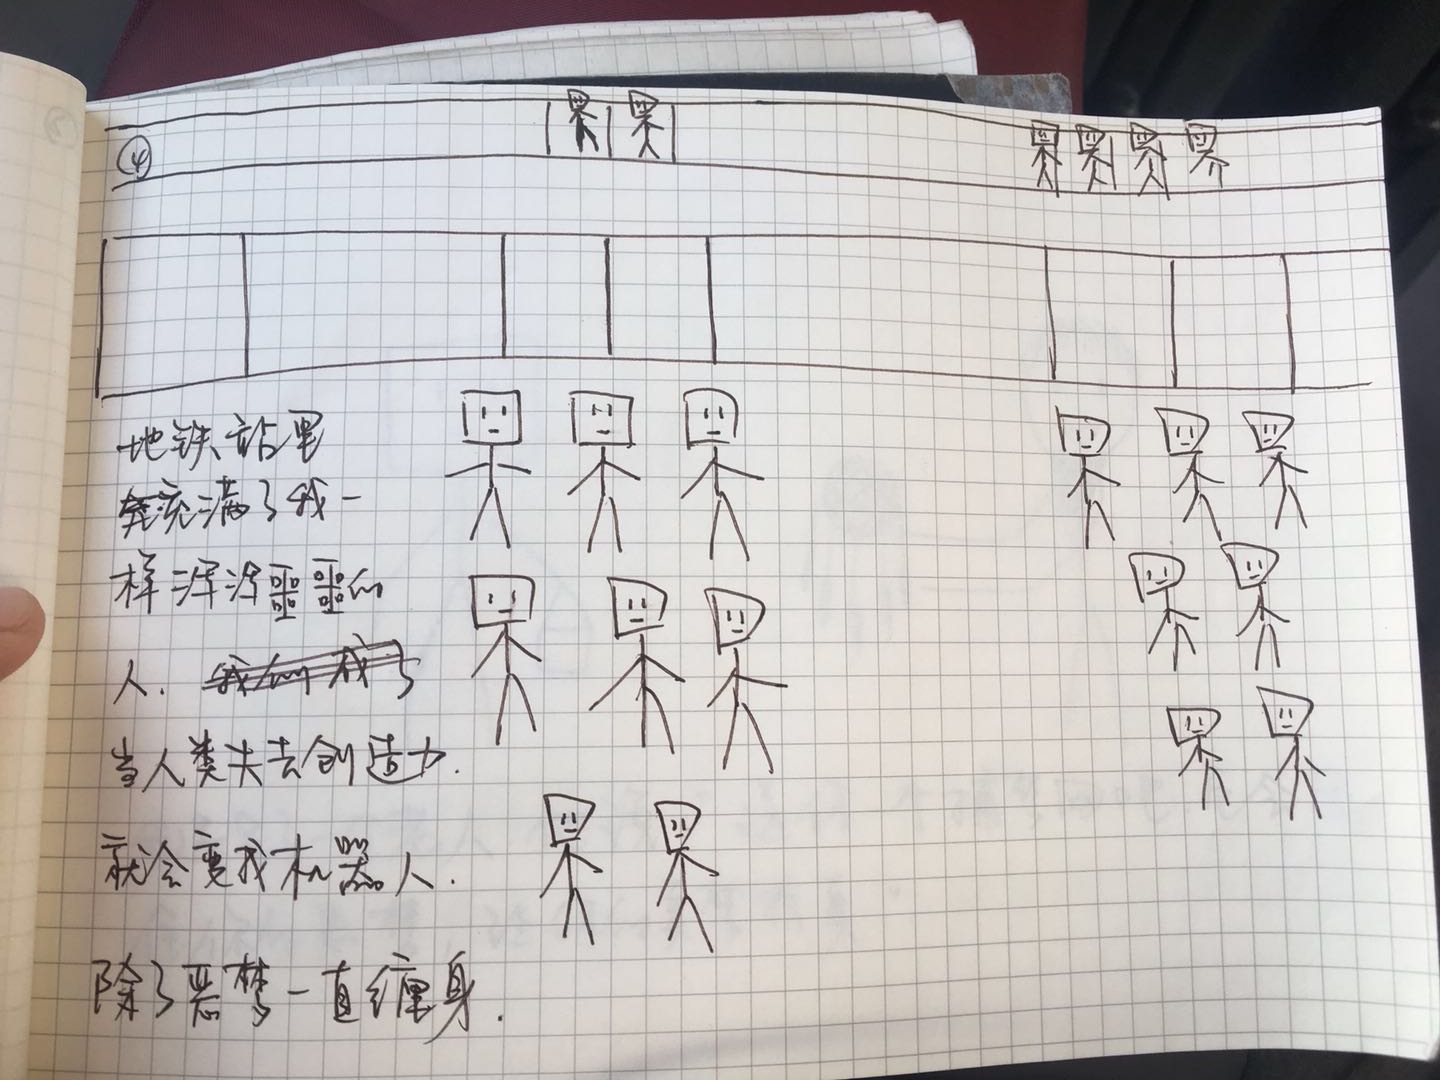 ④
地铁站里
充满了我一
样浑浑噩噩的
人. 我们成了
当人类失去创造力.
就会变成机器人.
除了恶梦一直缠身.